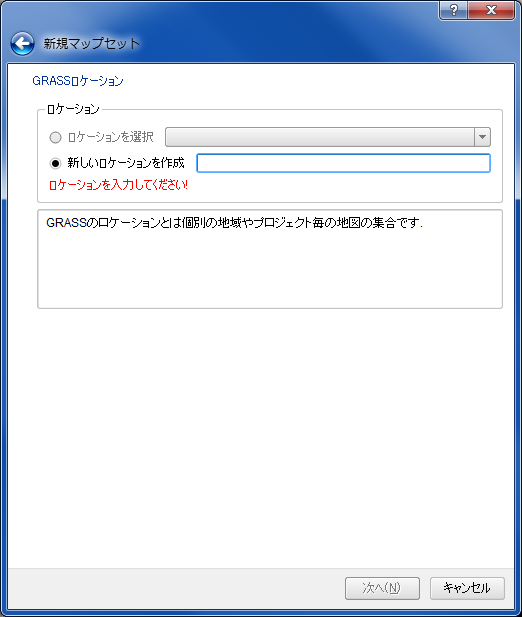 新規マップセット
GRASSロケーション
ロケーション
ロケーションを選択
新しいロケーションを作成
ロケーションを入力してください!
GRASSのロケーションとは個別の地域やプロジェクト毎の地図の集合です.
次へ(N)
キャンセル